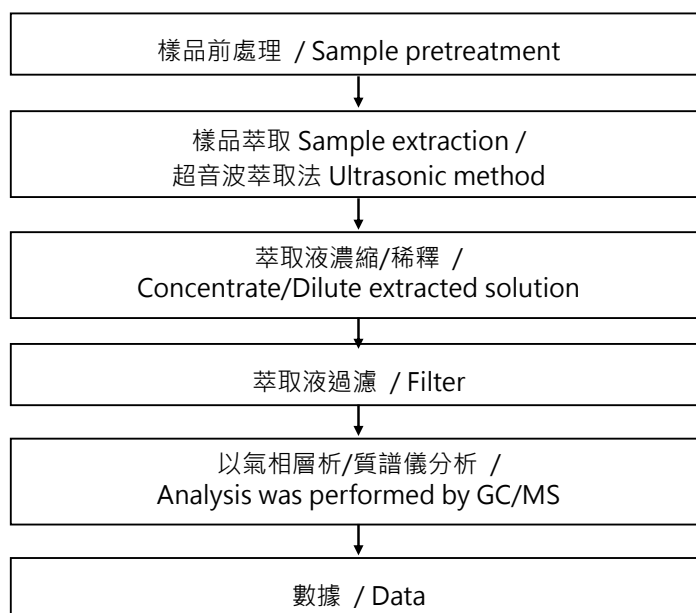 樣品前處理 / Sample pretreatment
樣品萃取 Sample extraction /
超音波萃取法 Ultrasonic method
萃取液濃縮/稀釋 /
Concentrate/Dilute extracted solution
萃取液過濾 / Filter
以氣相層析/質譜儀分析 /
Analysis was performed by GC/MS
數據 / Data